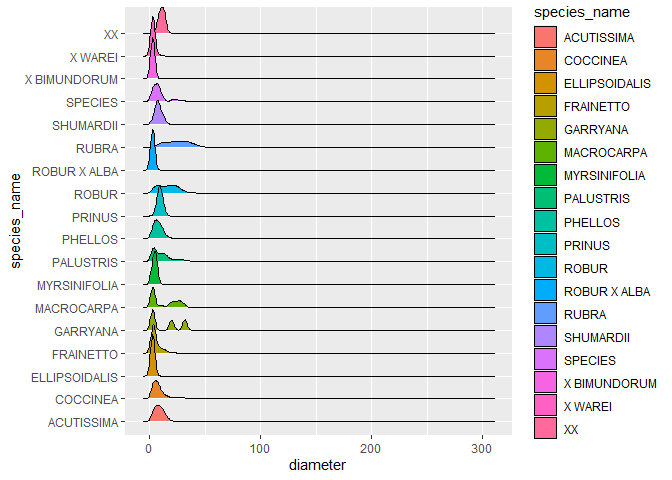 species_name
XX
X WAREI
X BIMUNDORUM
SPECIES
SHUMARDII
RUBRA
ROBUR X ALBA
ROBUR
PRINUS
PHELLOS
PALUSTRIS
MYRSINIFOLIA
MACROCARPA
GARRYANA
FRAINETTO
ELLIPSOIDALIS
COCCINEA
ACUTISSIMA
0 100 200 300
diameter
species_name
ACUTISSIMA
COCCINEA
ELLIPSOIDALIS
FRAINETTO
GARRYANA
MACROCARPA
MYRSINIFOLIA
PALUSTRIS
PHELLOS
PRINUS
ROBUR
ROBUR X ALBA
RUBRA
SHUMARDII
SPECIES
X BIMUNDORUM
X WAREI
XX